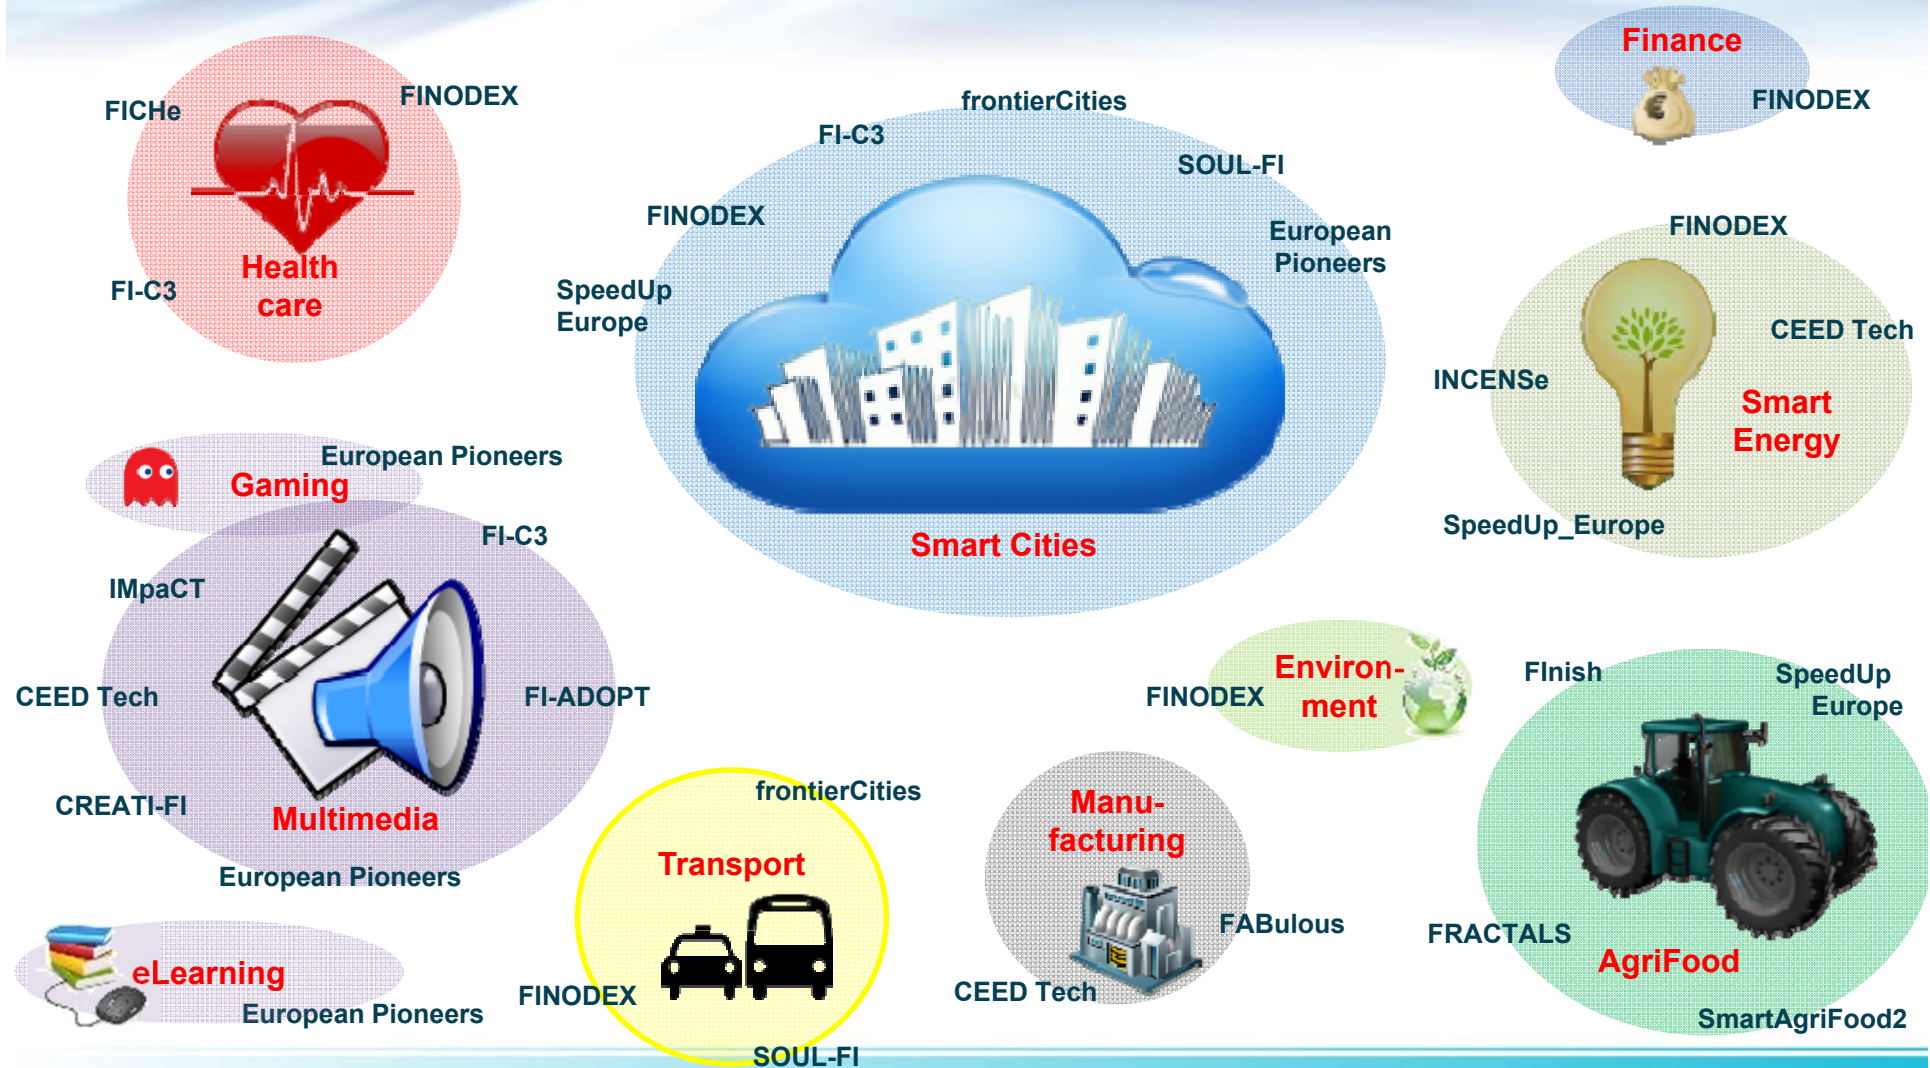 FICHe
FINODEX
FI-C3
Health
care
frontierCities
FI-C3
SOUL-FI
FINODEX
European
Pioneers
SpeedUp
Europe
Smart Cities
Finance
€
FINODEX
FINODEX
CEED Tech
INCENSe
Smart
Energy
SpeedUp_Europe
European Pioneers
Gaming
FI-C3
IMpaCT
CEED Tech
FI-ADOPT
CREATI-FI
Multimedia
European Pioneers
eLearning
European Pioneers
frontierCities
Transport
FINODEX
SOUL-FI
Environ-
ment
FINODEX
Manu-
facturing
FABulous
CEED Tech
FInish
SpeedUp
Europe
FRACTALS
AgriFood
SmartAgriFood2